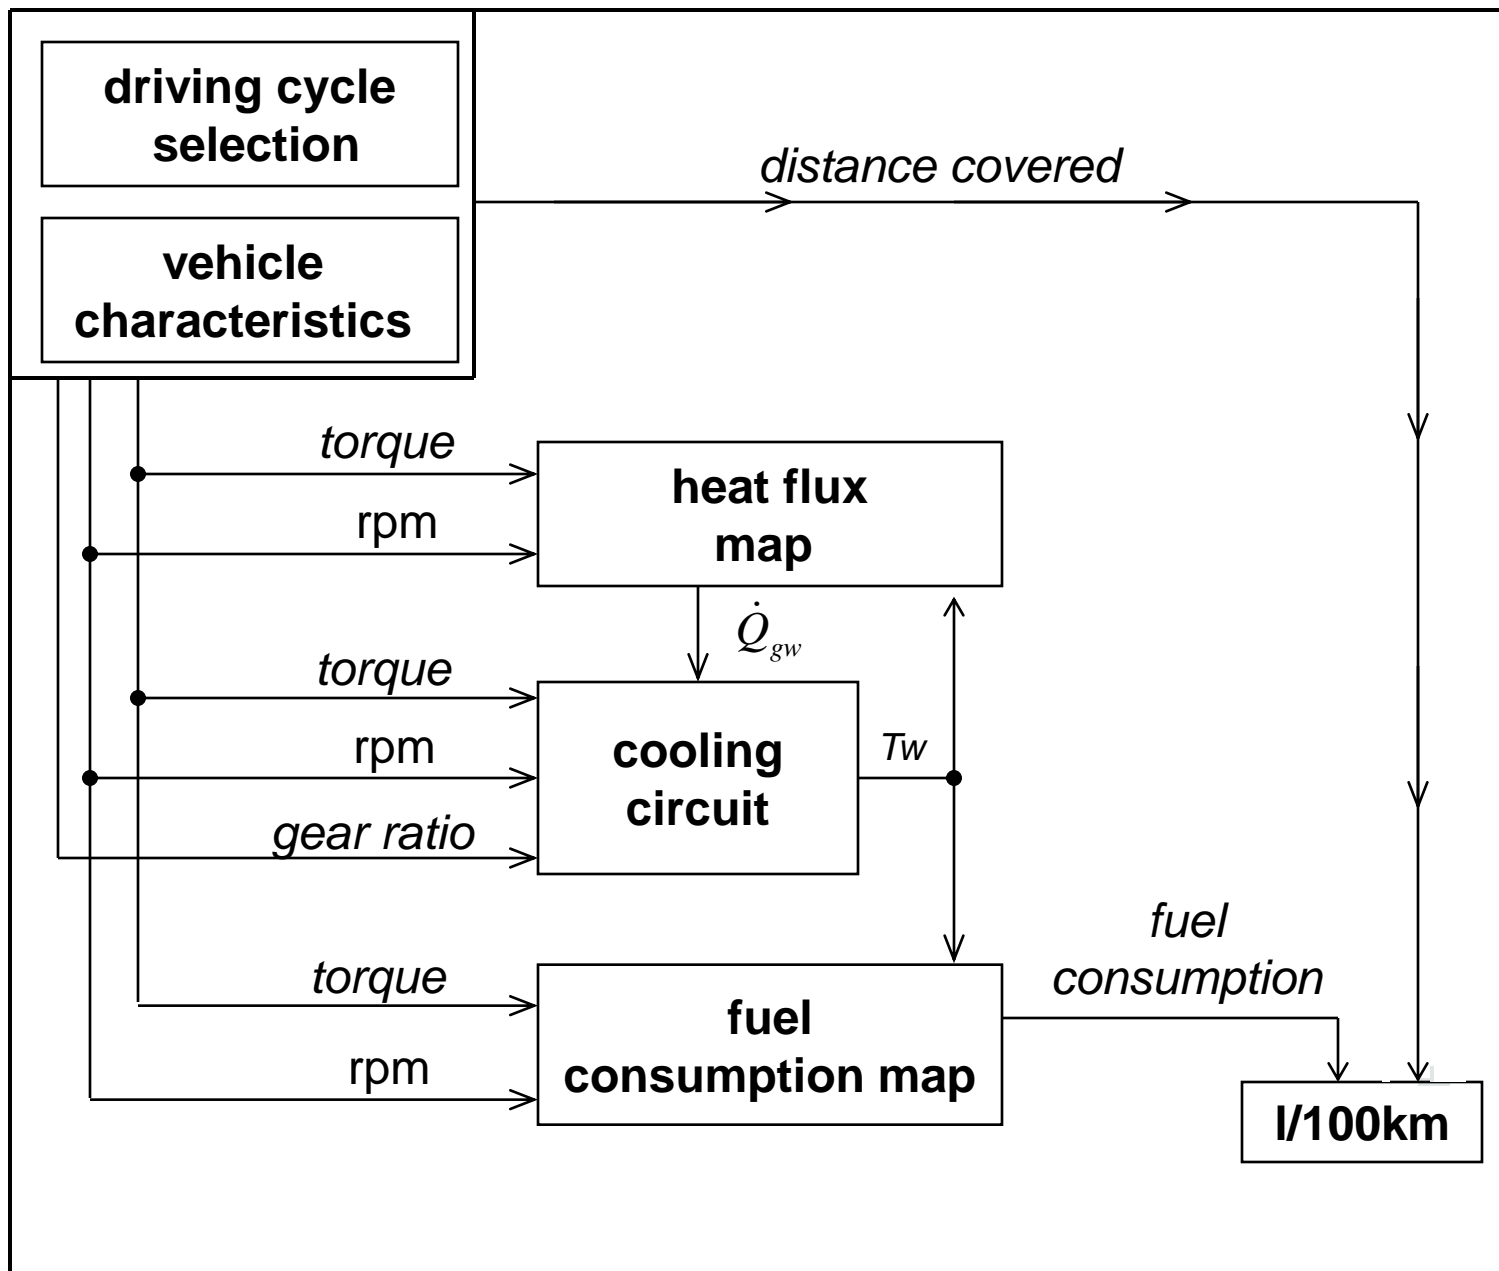 driving cycle
selection
distance covered
vehicle
characteristics
torque
heat flux
map
rpm
Q̇gw
torque
rpm
cooling
circuit
Tw
gear ratio
fuel
consumption
torque
fuel
consumption map
rpm
l/100km